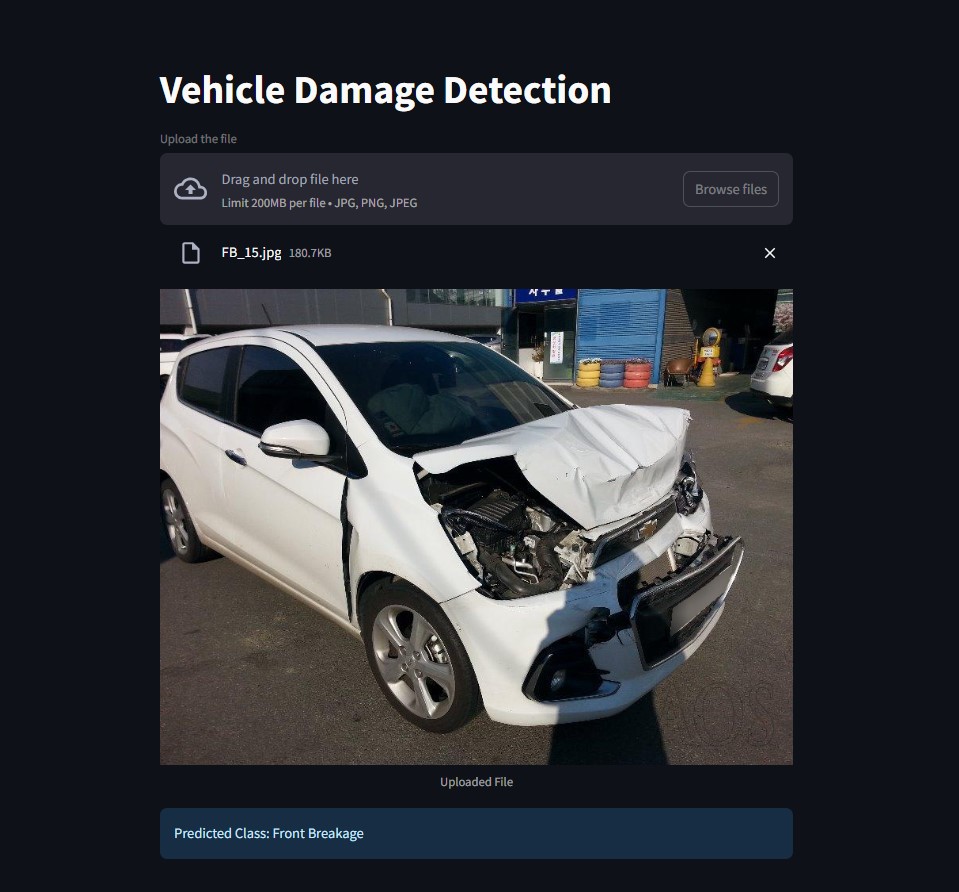 Vehicle Damage Detection
Upload the file
Drag and drop file here
Limit 200MB per file • JPG, PNG, JPEG
Browse files
FB_15.jpg 180.7KB
AOS
Uploaded File
Predicted Class: Front Breakage